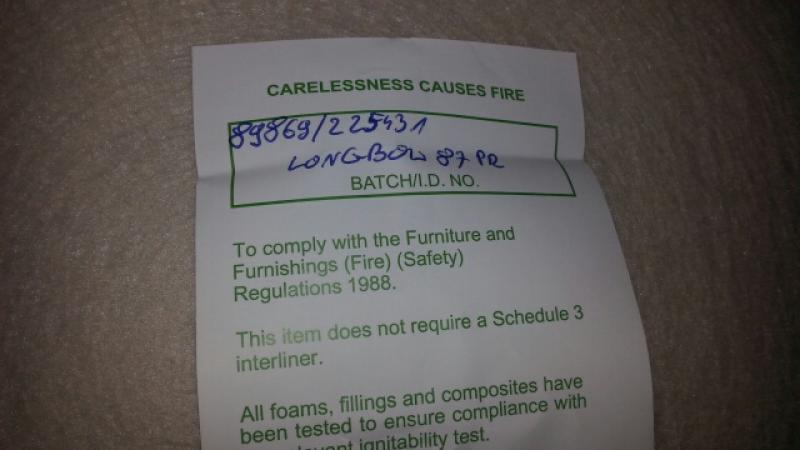 CARELESSNESS CAUSES FIRE
89869/225431
LONGBOW 87 PR
BATCH/I.D. NO.
To comply with the Furniture and
Furnishings (Fire) (Safety)
Regulations 1988.
This item does not require a Schedule 3
interliner.
All foams, fillings and composites have
been tested to ensure compliance with
ignitability test.